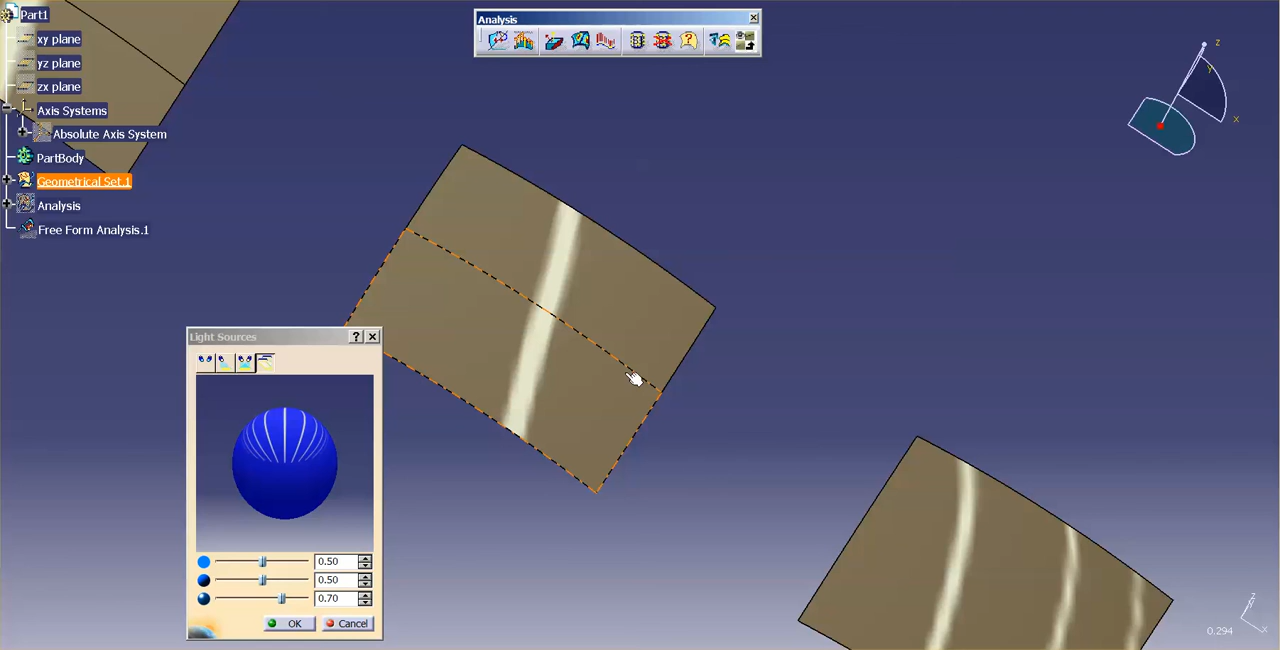 Part1
xy plane
yz plane
zx plane
Axis Systems
Absolute Axis System
PartBody
Geometrical Set.1
Analysis
Free Form Analysis.1
Analysis
z
y
x
Light Sources
0.50
0.50
0.70
OK
Cancel
z
y
x
0.294